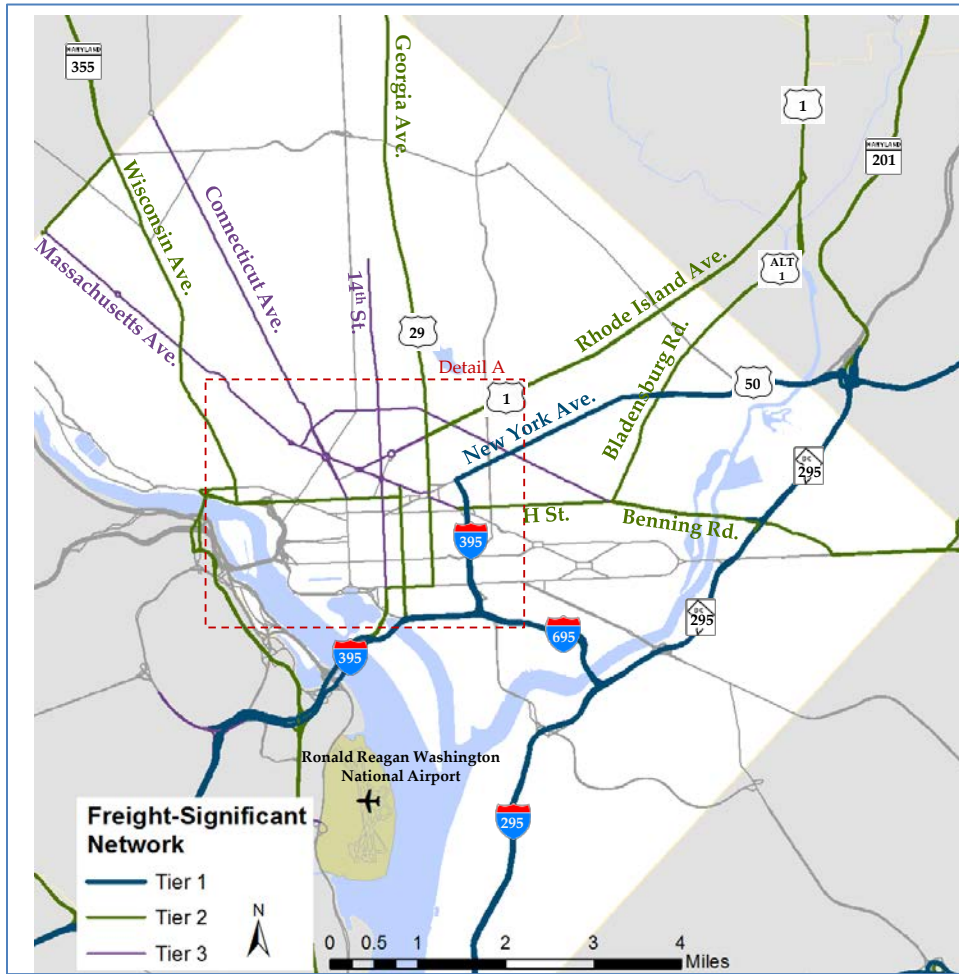 MARYLAND
355
Georgia Ave.
1
MARYLAND
201
Wisconsin Ave.
Connecticut Ave.
Massachusetts Ave.
14th St.
29
ALT
1
Rhode Island Ave.
Detail A
1
50
New York Ave.
Bladensburg Rd.
DC
295
H St.
Benning Rd.
395
DC
295
695
395
Ronald Reagan Washington
National Airport
295
Freight-Significant
Network
Tier 1
Tier 2
Tier 3
N
0 0.5 1 2 3 4
Miles